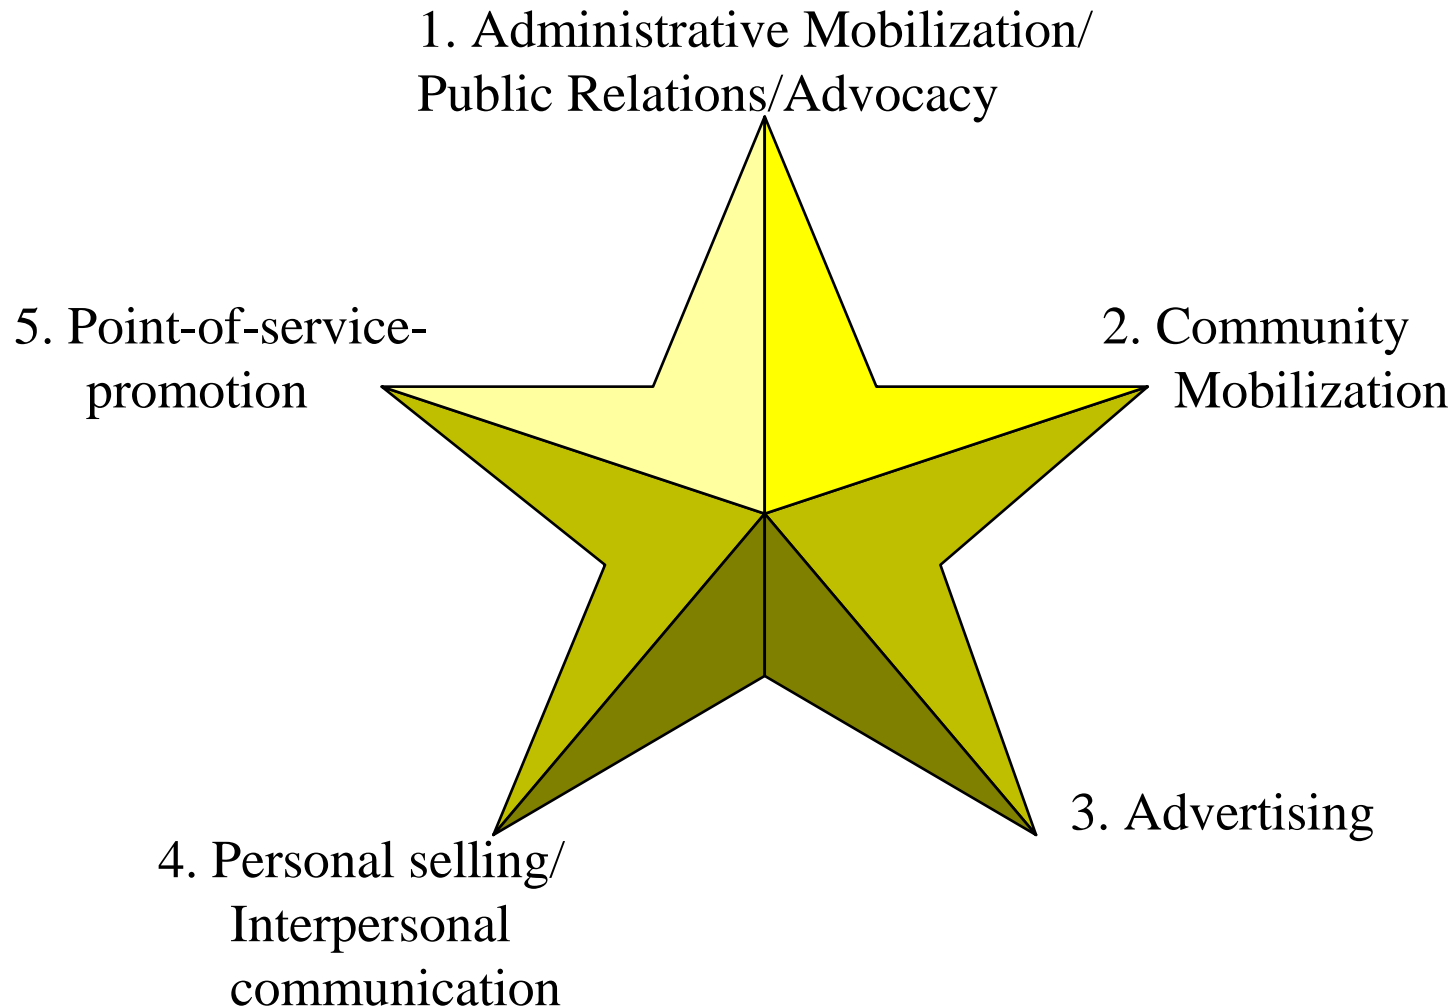 1. Administrative Mobilization/
Public Relations/Advocacy
2. Community
Mobilization
3. Advertising
4. Personal selling/
Interpersonal
communication
5. Point-of-service-
promotion